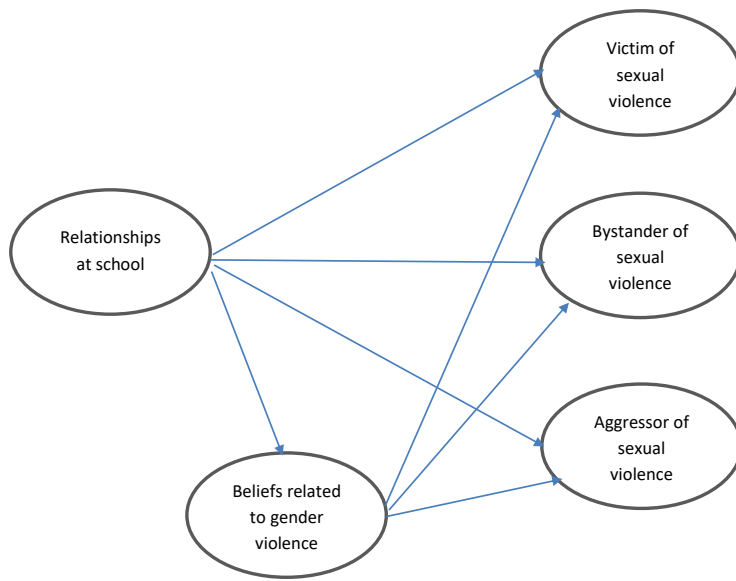 Victim of
sexual
violence
Relationships
at school
Bystander of
sexual
violence
Aggressor of
sexual
violence
Beliefs related
to gender
violence